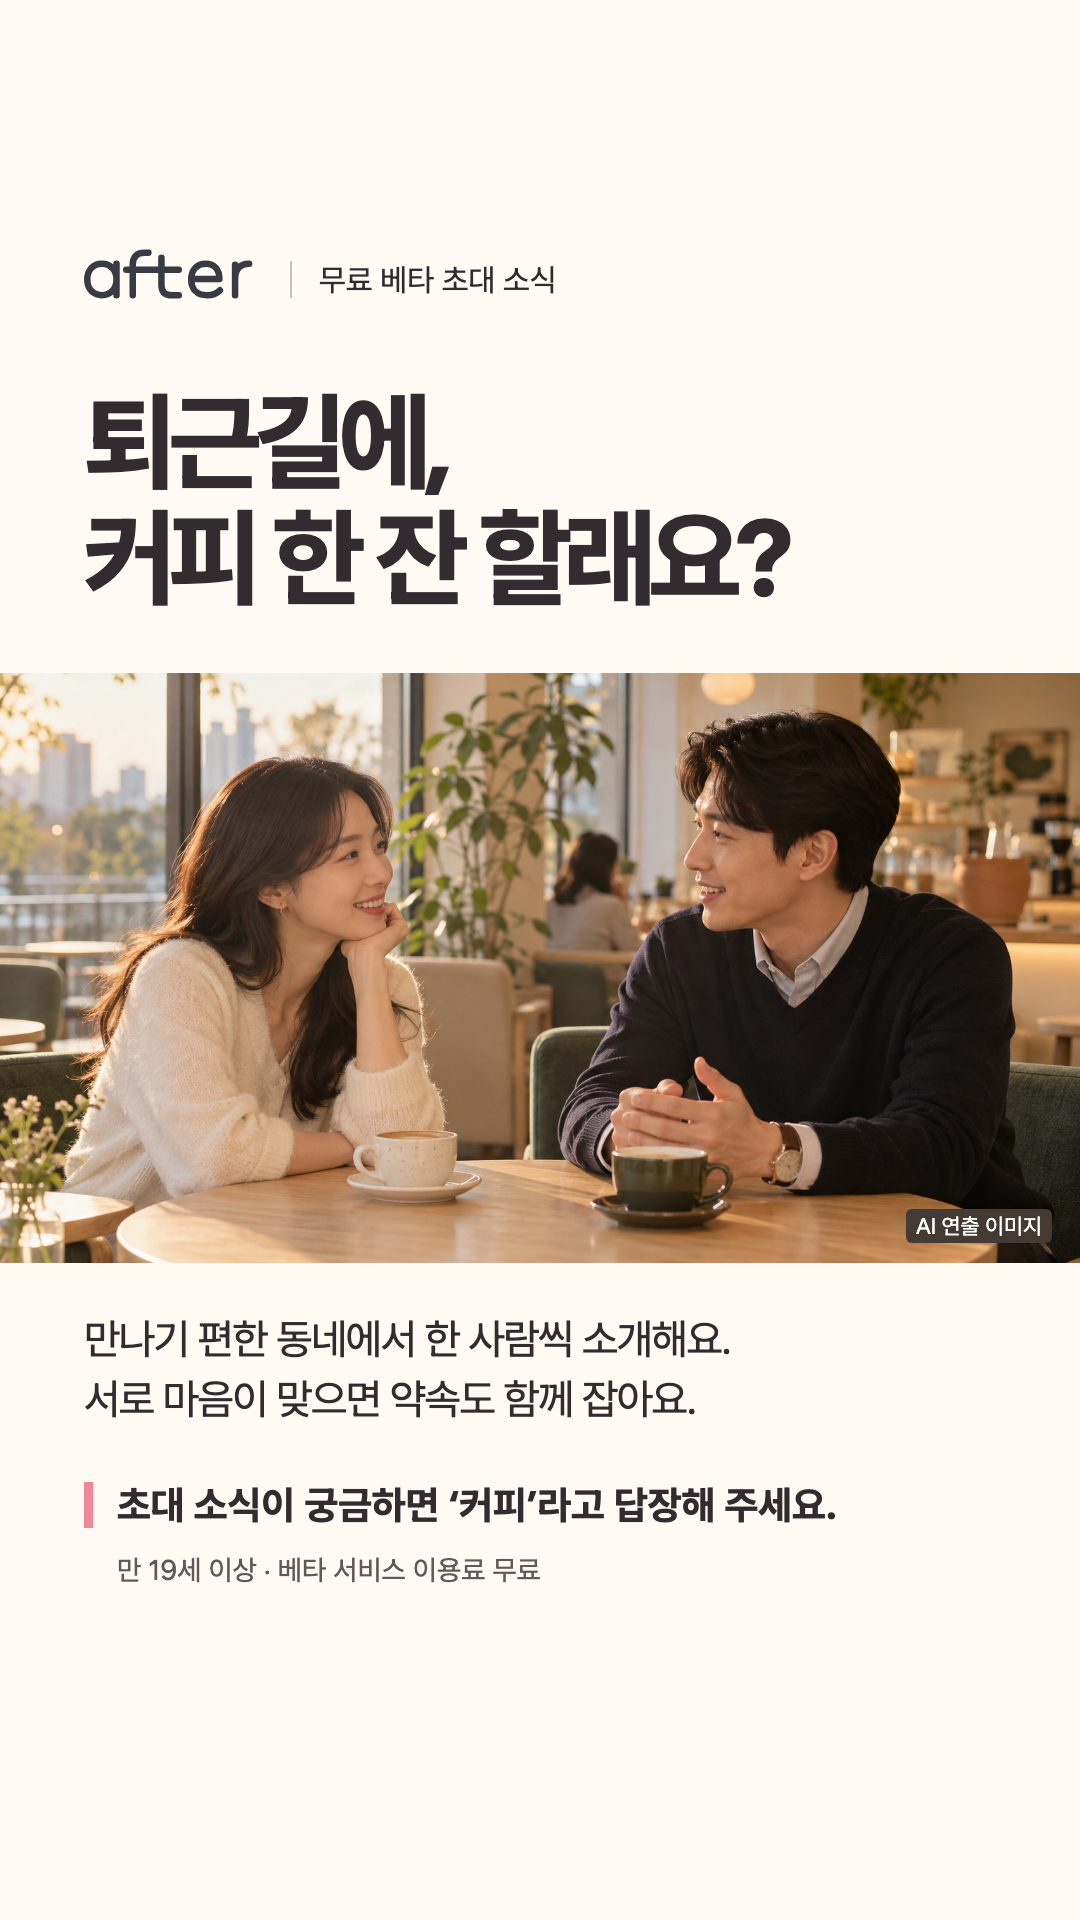 after | 무료 베타 초대 소식
퇴근길에,
커피 한 잔 할래요?
AI 연출 이미지
만나기 편한 동네에서 한 사람씩 소개해요.
서로 마음이 맞으면 약속도 함께 잡아요.
초대 소식이 궁금하면 ‘커피’라고 답장해 주세요.
만 19세 이상 · 베타 서비스 이용료 무료